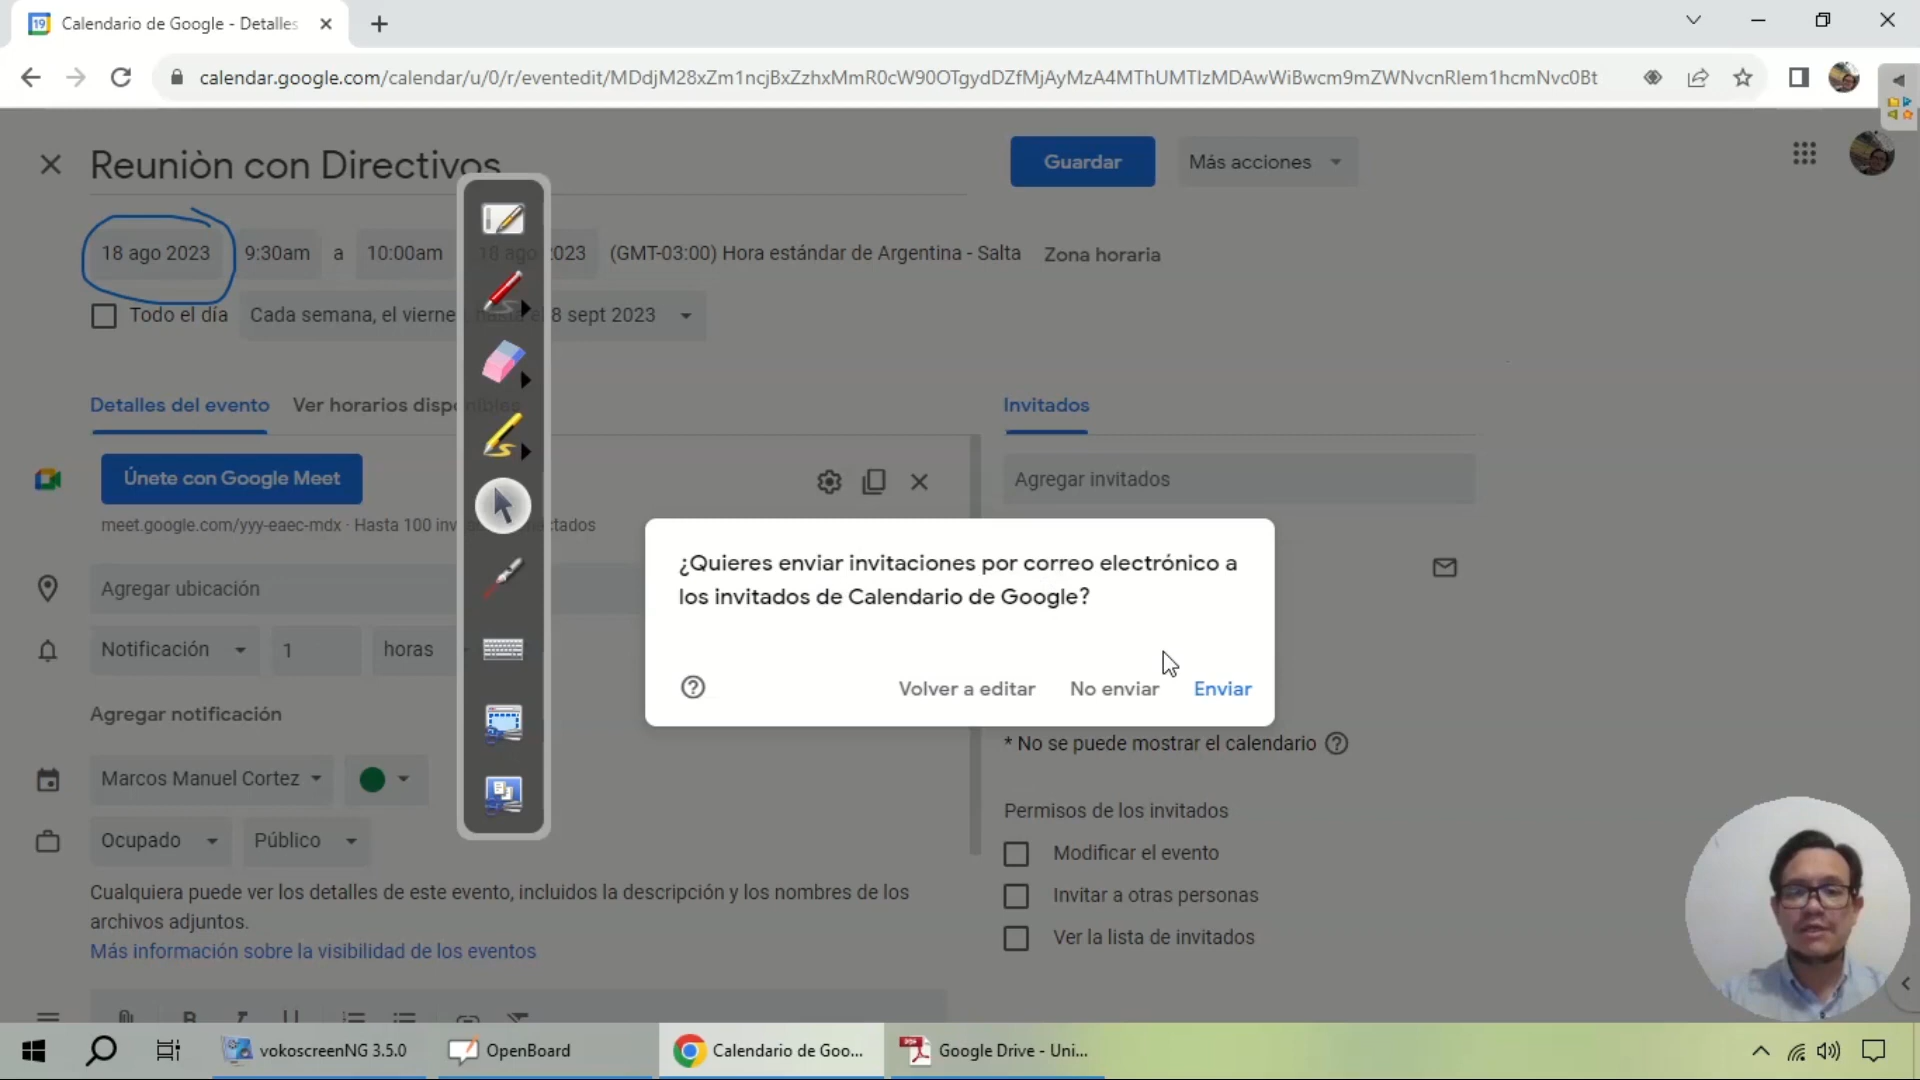 Calendario de Google - Detalles
calendar.google.com/calendar/u/0/r/eventedit/MDdjM28xZm1ncjBxZzhxMmR0cW90OTgydDZfMjAyMzA4MThUMTIzMDAwWiBwcm9mZWNvcnRlem1hcmNvc0Bt
Reuniòn con Directivos
Guardar
Más acciones
18 ago 2023
9:30am
a
10:00am
18 ago 2023
(GMT-03:00) Hora estándar de Argentina - Salta
Zona horaria
Todo el día
Cada semana, el vierne hasta el 8 sept 2023
Detalles del evento
Ver horarios disponibles
Invitados
Únete con Google Meet
Agregar invitados
meet.google.com/yyy-eaec-mdx · Hasta 100 inv tados
¿Quieres enviar invitaciones por correo electrónico a
los invitados de Calendario de Google?
Volver a editar
No enviar
Enviar
Agregar ubicación
Notificación
1
horas
Agregar notificación
* No se puede mostrar el calendario
Marcos Manuel Cortez
Permisos de los invitados
Ocupado
Público
Modificar el evento
Cualquiera puede ver los detalles de este evento, incluidos la descripción y los nombres de los
archivos adjuntos.
Invitar a otras personas
Más información sobre la visibilidad de los eventos
Ver la lista de invitados
vokoscreenNG 3.5.0
OpenBoard
Calendario de Goo...
Google Drive - Uni...